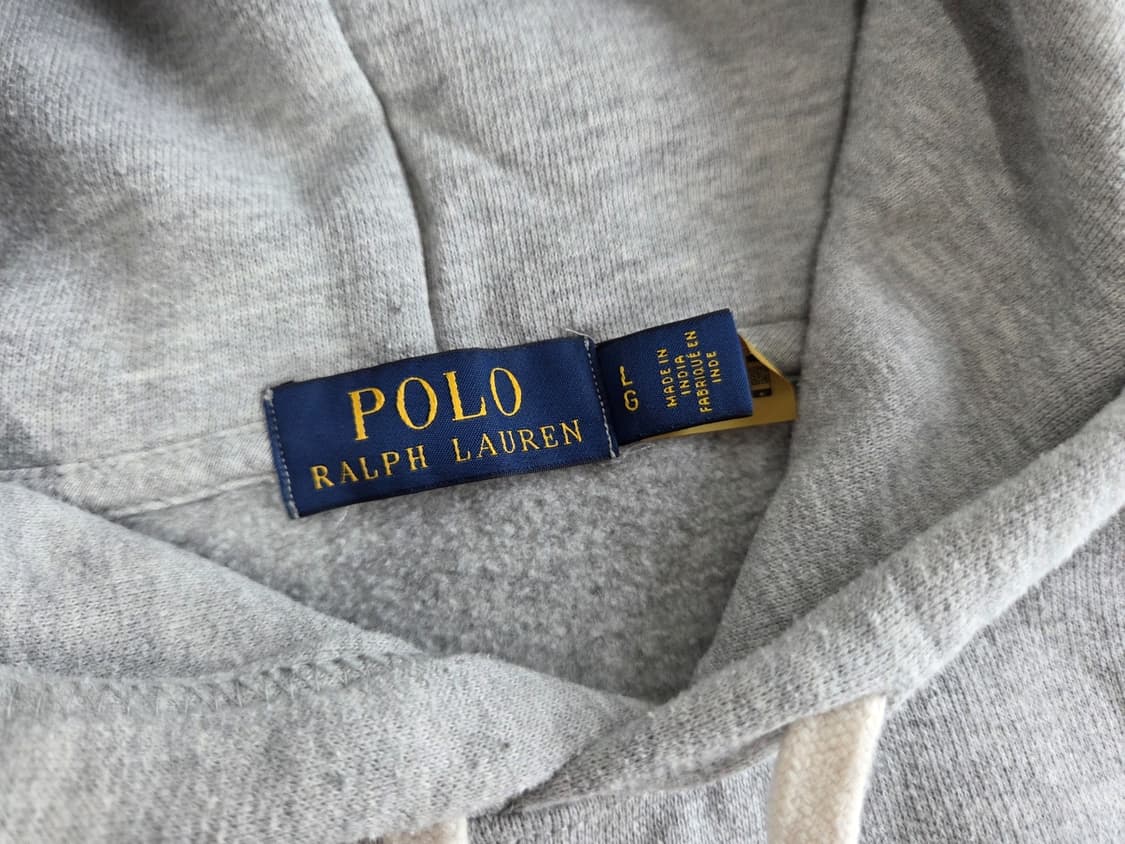 POLO
RALPH LAUREN
L
G
MADE IN
INDIA
FABRIQUÉ EN
INDE